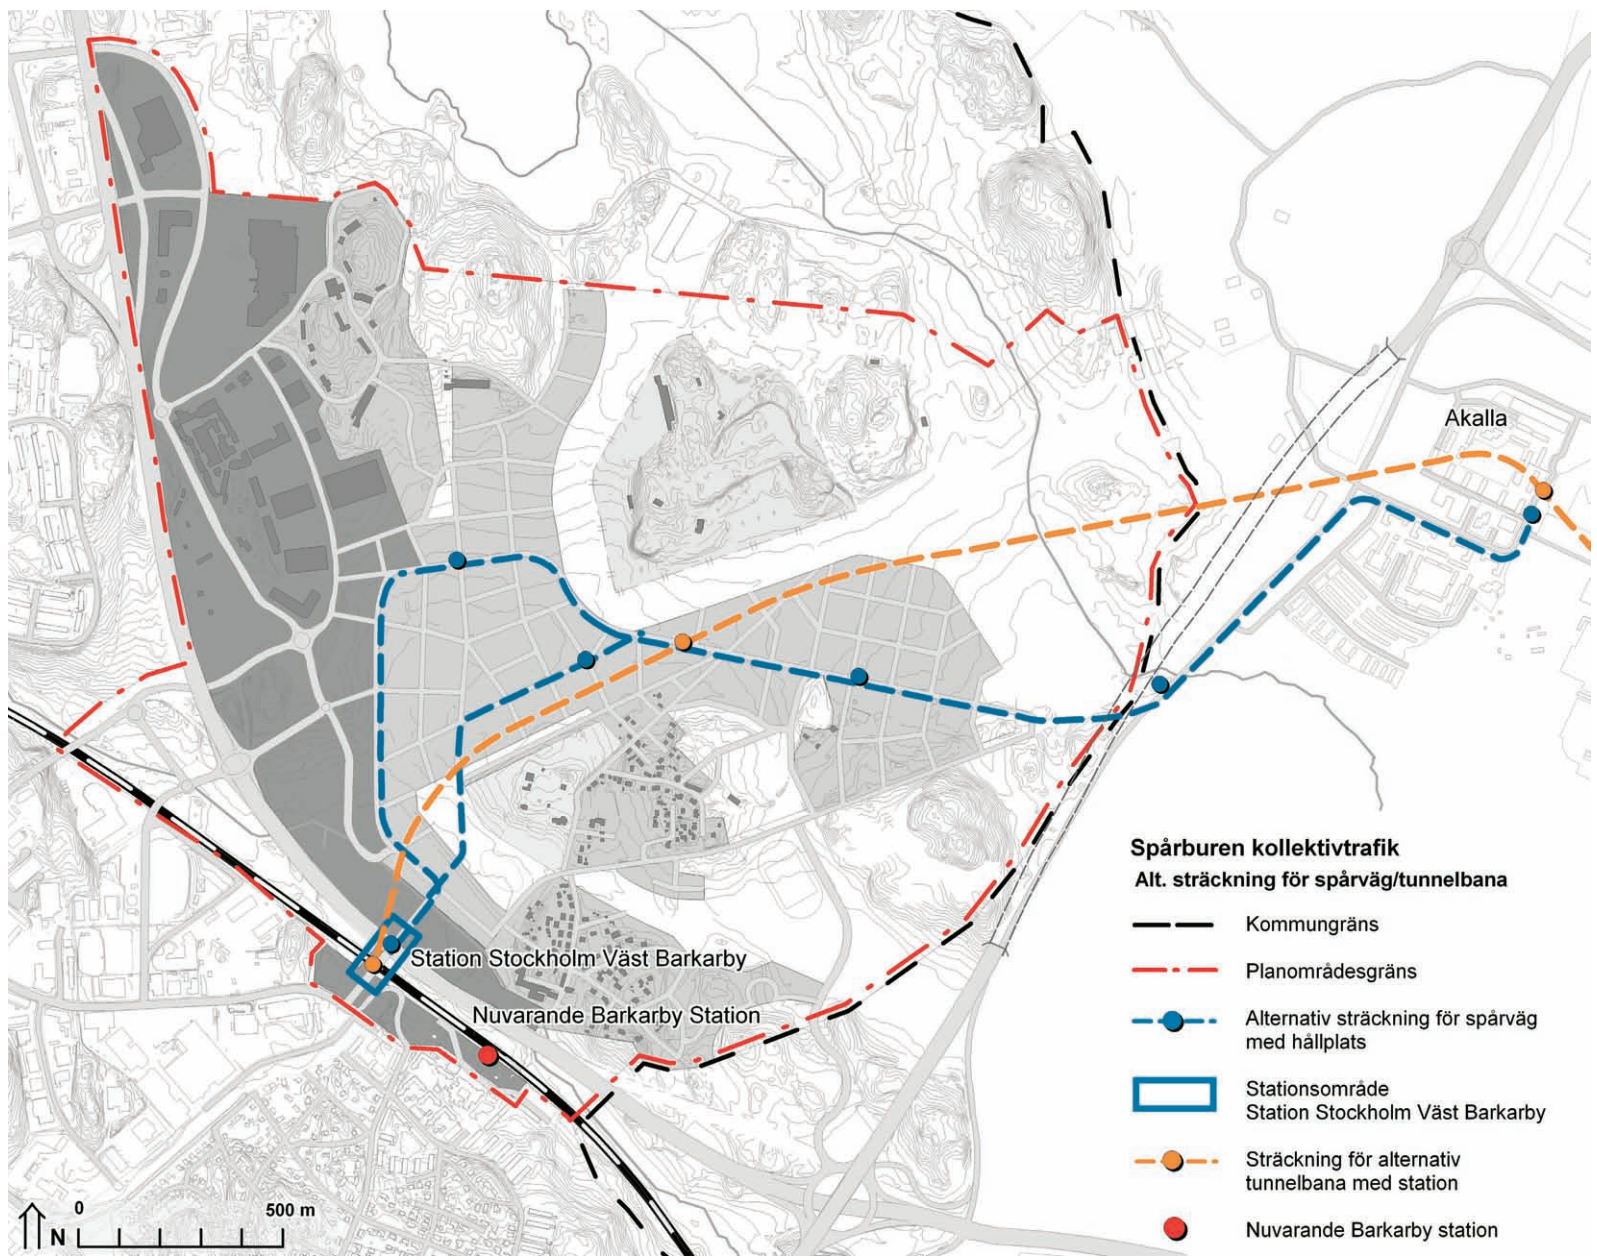 Akalla
Station Stockholm Väst Barkarby
Nuvarande Barkarby Station
Spårburen kollektivtrafik
Alt. sträckning för spårväg/tunnelbana
Kommungräns
Planområdesgräns
Alternativ sträckning för spårväg
med hållplats
Stationsområde
Station Stockholm Väst Barkarby
Sträckning för alternativ
tunnelbana med station
Nuvarande Barkarby station
0 500 m
N